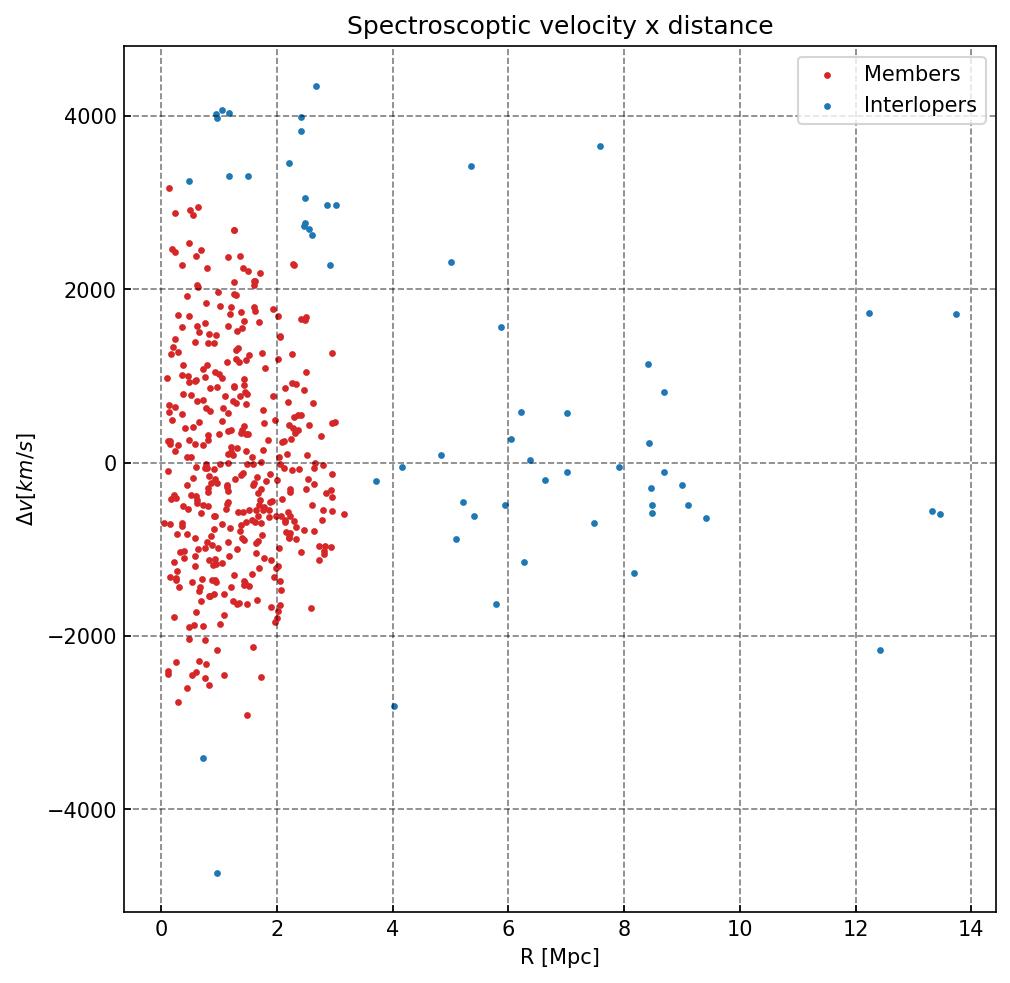 Spectroscoptic velocity x distance
Members
Interlopers
4000
2000
0
−2000
−4000
Δv[km/s]
0 2 4 6 8 10 12 14
R [Mpc]